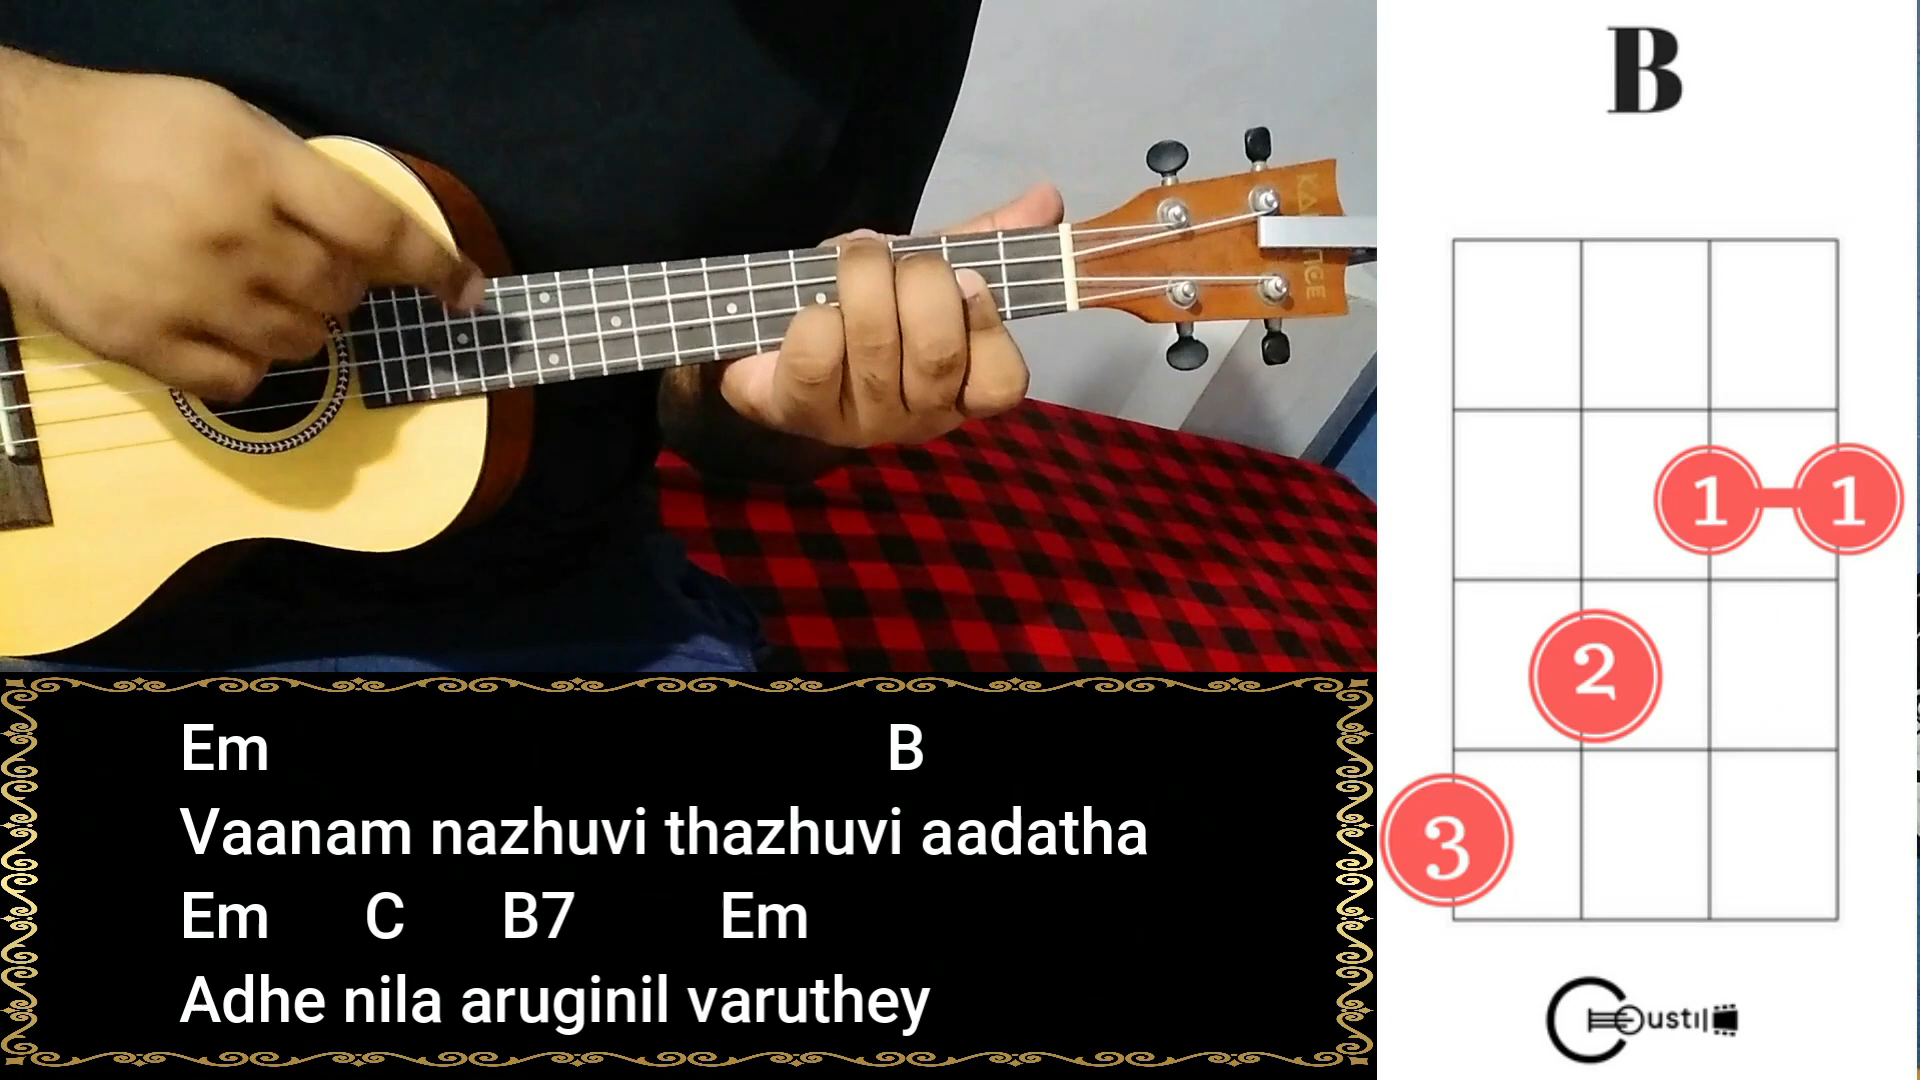 B
1 1
2
3
Em B
Vaanam nazhuvi thazhuvi aadatha
Em C B7 Em
Adhe nila aruginil varuthey